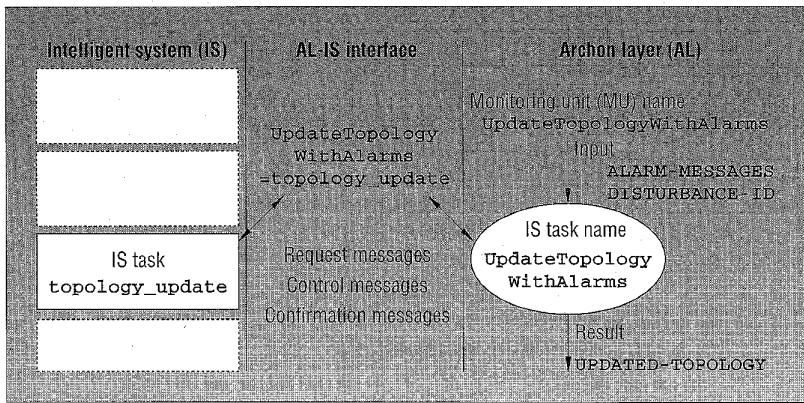 Intelligent system (IS)
AL-IS interface
Archon layer (AL)
Monitoring unit (MU) name
UpdateTopologyWithAlarms
Input
ALARM-MESSAGES
DISTURBANCE-ID
UpdateTopology
WithAlarms
=topology_update
IS task
topology_update
IS task name
UpdateTopology
WithAlarms
Request messages
Control messages
Confirmation messages
Result
UPDATED-TOPOLOGY